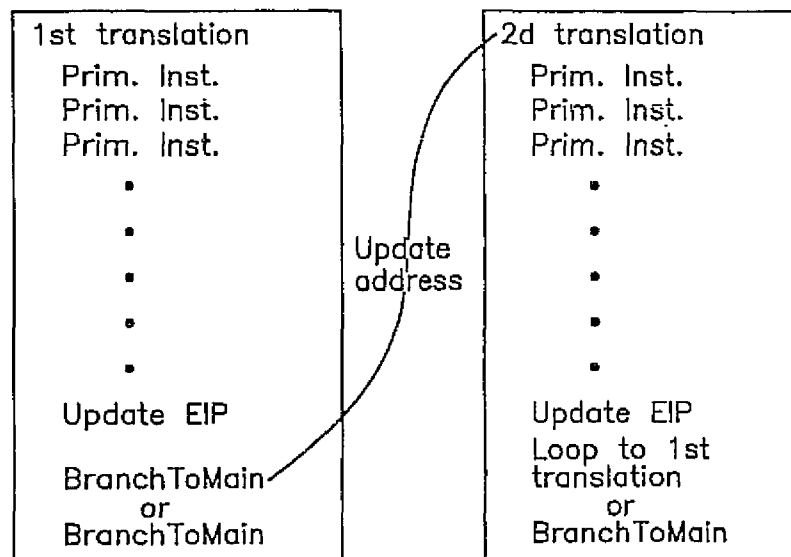 1st translation
Prim. Inst.
Prim. Inst.
Prim. Inst.
Update EIP
BranchToMain
or
BranchToMain
Update
address
2d translation
Prim. Inst.
Prim. Inst.
Prim. Inst.
Update EIP
Loop to 1st
translation
or
BranchToMain